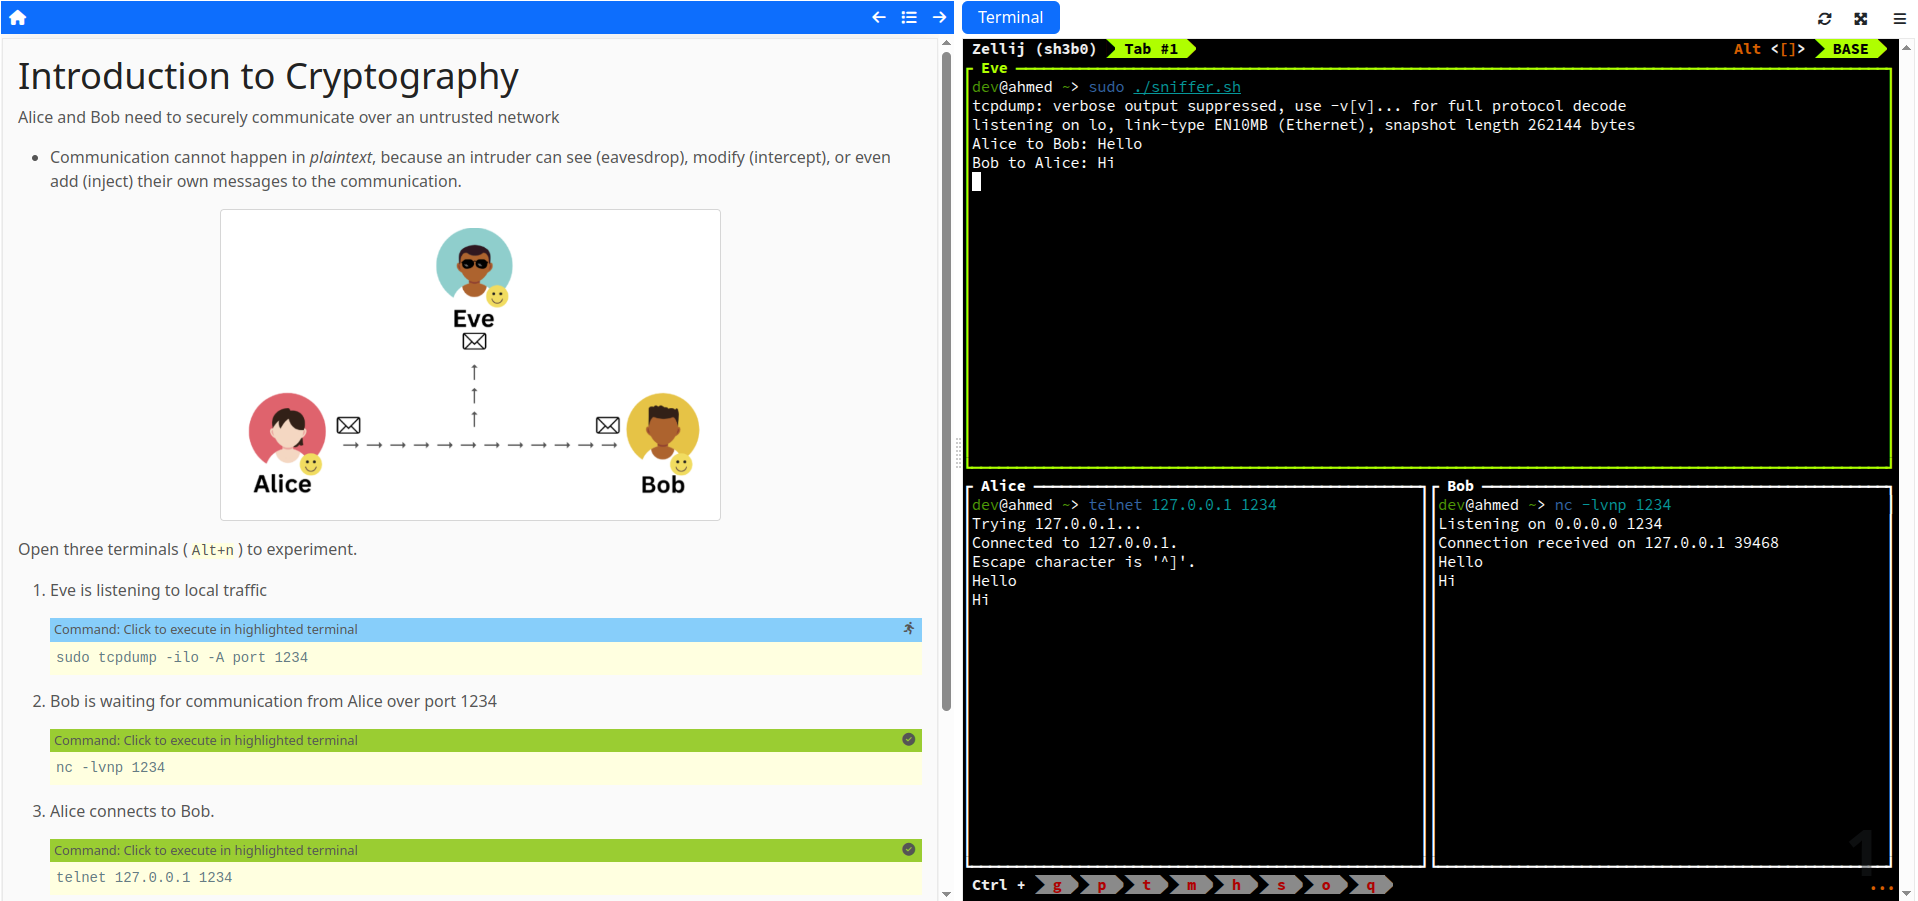 Introduction to Cryptography
Alice and Bob need to securely communicate over an untrusted network
• Communication cannot happen in plaintext, because an intruder can see (eavesdrop), modify (intercept), or even
add (inject) their own messages to the communication.
Eve
Alice
Bob
Open three terminals ( Alt+n ) to experiment.
1. Eve is listening to local traffic
Command: Click to execute in highlighted terminal
sudo tcpdump -ilo -A port 1234
2. Bob is waiting for communication from Alice over port 1234
Command: Click to execute in highlighted terminal
nc -lvnp 1234
3. Alice connects to Bob.
Command: Click to execute in highlighted terminal
telnet 127.0.0.1 1234
Terminal
Zellij (sh3b0) Tab #1 Alt <[]> BASE
Eve
dev@ahmed ~> sudo ./sniffer.sh
tcpdump: verbose output suppressed, use -v[v]... for full protocol decode
listening on lo, link-type EN10MB (Ethernet), snapshot length 262144 bytes
Alice to Bob: Hello
Bob to Alice: Hi
Alice
dev@ahmed ~> telnet 127.0.0.1 1234
Trying 127.0.0.1...
Connected to 127.0.0.1.
Escape character is '^]'.
Hello
Hi
Bob
dev@ahmed ~> nc -lvnp 1234
Listening on 0.0.0.0 1234
Connection received on 127.0.0.1 39468
Hello
Hi
1
Ctrl + g p t m h s o q ...